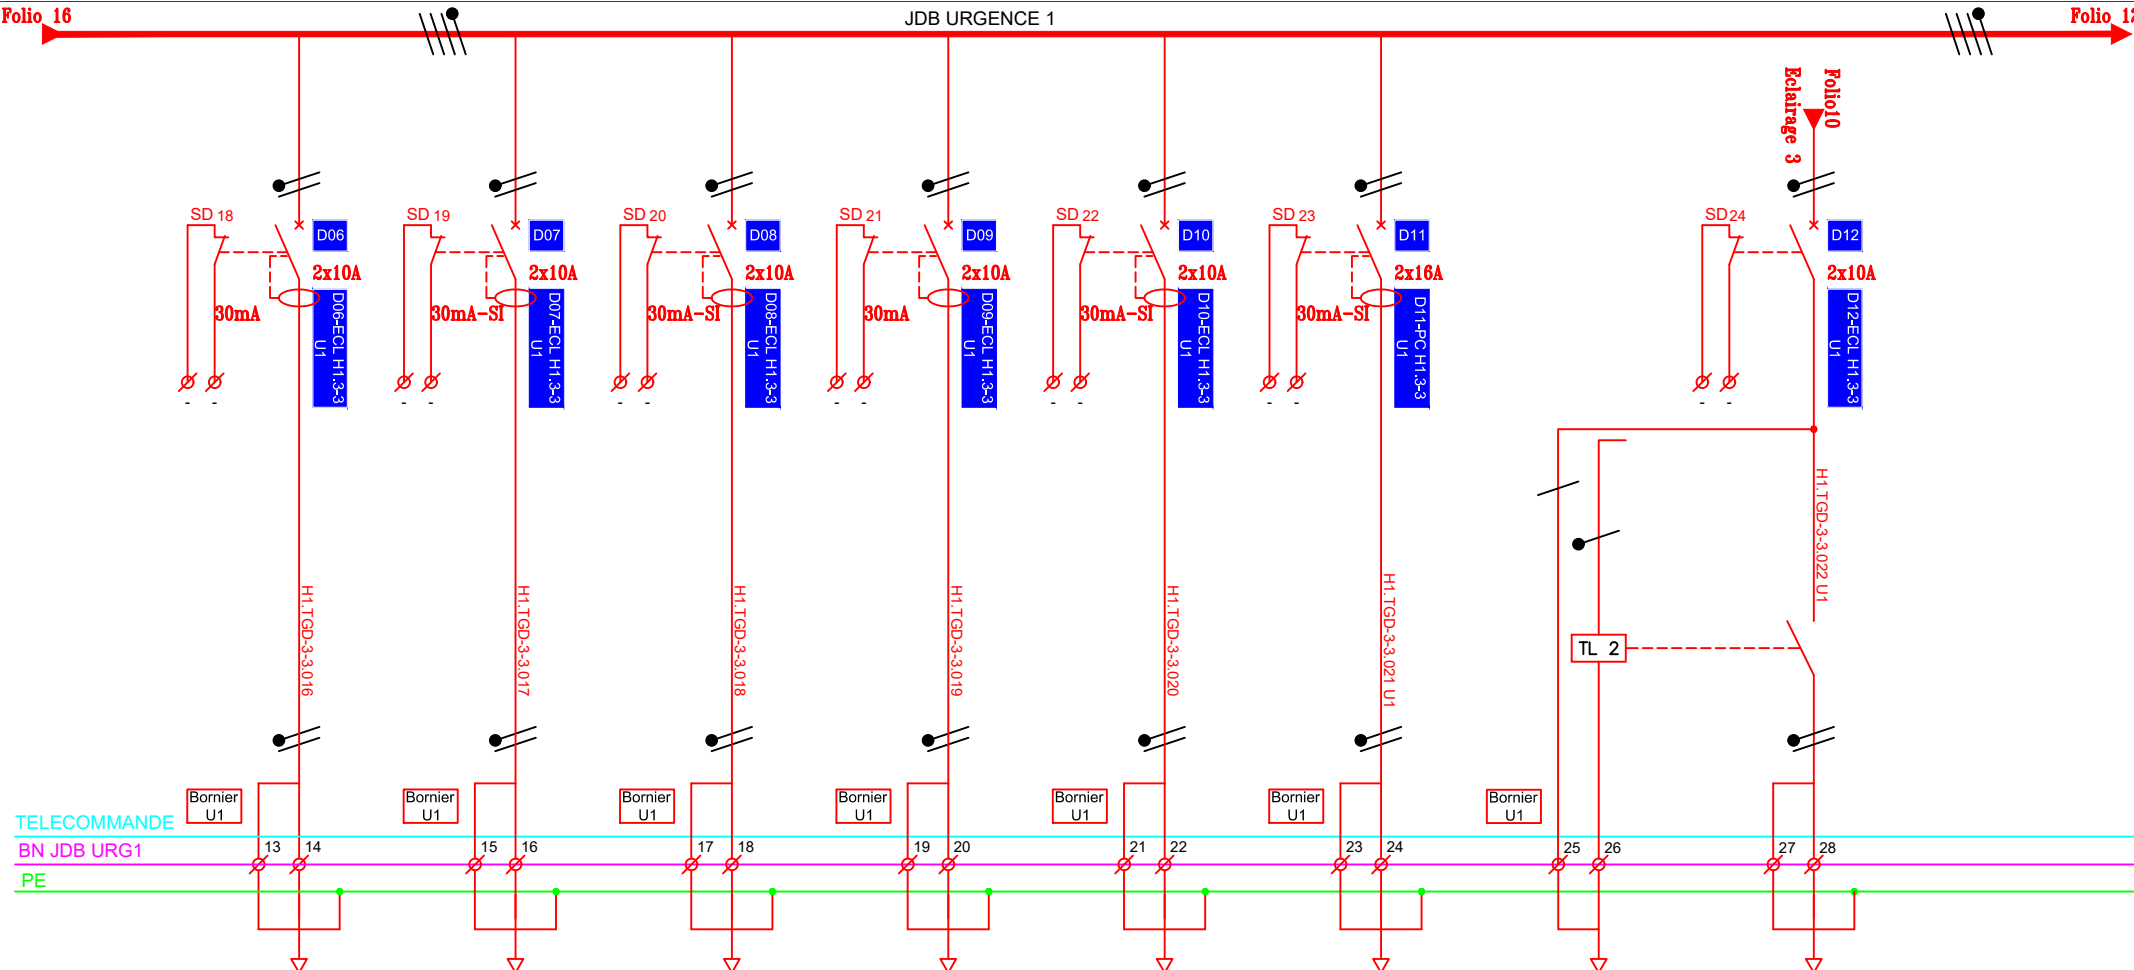 Folio 16
JDB URGENCE 1
Folio 12
Folio10
Eclairage 3
SD 18
D06
2x10A
30mA
D06-ECL H1.3-3
U1
H1.TGD-3-3.016
SD 19
D07
2x10A
30mA-SI
D07-ECL H1.3-3
U1
H1.TGD-3-3.017
SD 20
D08
2x10A
30mA-SI
D08-ECL H1.3-3
U1
H1.TGD-3-3.018
SD 21
D09
2x10A
30mA
D09-ECL H1.3-3
U1
H1.TGD-3-3.019
SD 22
D10
2x10A
30mA-SI
D10-ECL H1.3-3
U1
H1.TGD-3-3.020
SD 23
D11
2x16A
30mA-SI
D11-PC H1.3-3
U1
H1.TGD-3-3.021 U1
SD 24
D12
2x10A
D12-ECL H1.3-3
U1
H1.TGD-3-3.022 U1
TL 2
Bornier
U1
Bornier
U1
Bornier
U1
Bornier
U1
Bornier
U1
Bornier
U1
Bornier
U1
TELECOMMANDE
BN JDB URG1
13 14 15 16 17 18 19 20 21 22 23 24 25 26 27 28
PE